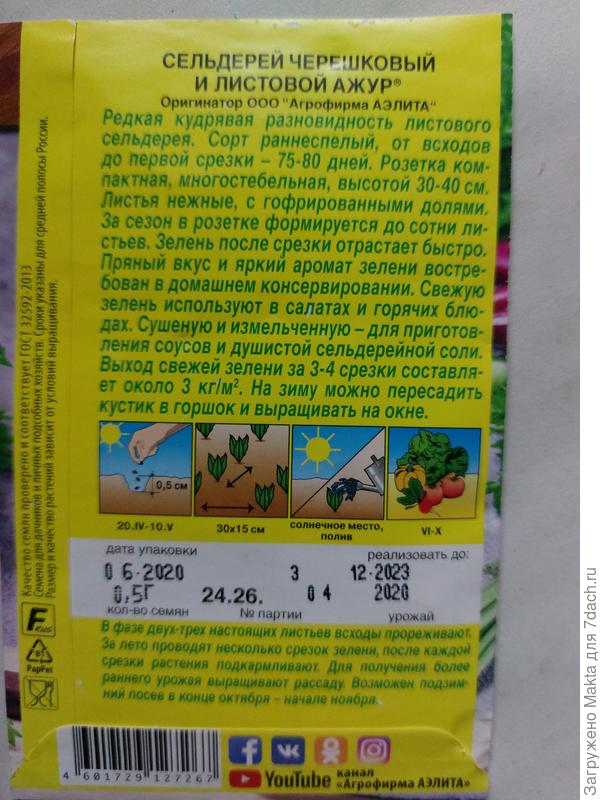 СЕЛЬДЕРЕЙ ЧЕРЕШКОВЫЙ
И ЛИСТОВОЙ АЖУР®
Оригинатор ООО "Агрофирма АЭЛИТА"
Редкая кудрявая разновидность листового
сельдерея. Сорт раннеспелый, от всходов
до первой срезки – 75-80 дней. Розетка ком-
пактная, многостебельная, высотой 30-40 см.
Листья нежные, с гофрированными долями.
За сезон в розетке формируется до сотни ли-
стьев. Зелень после срезки отрастает быстро.
Пряный вкус и яркий аромат зелени востре-
бован в домашнем консервировании. Свежую
зелень используют в салатах и горячих блю-
дах. Сушеную и измельченную – для приготов-
ления соусов и душистой сельдерейной соли.
Выход свежей зелени за 3-4 срезки составля-
ет около 3 кг/м². На зиму можно пересадить
кустик в горшок и выращивать на окне.
0,5 см
20.IV-10.V
30x15 см
солнечное место,
полив
VI-X
дата упаковки
реализовать до:
06-2020 3 12-2023
0,5Г 24.26. 04 2020
кол-во семян № партии урожай
В фазе двух-трех настоящих листьев всходы прореживают.
За лето проводят несколько срезок зелени, после каждой
срезки растения подкармливают. Для получения более
раннего урожая выращивают рассаду. Возможен подзим-
ний посев в конце октября – начале ноября.
4 601729 127267
YouTube канал
«Агрофирма АЭЛИТА»
Качество семян проверено и соответствует ГОСТ 32592-2013
Семена для дачников и личных подсобных хозяйств. Сроки указаны для средней полосы России.
Размер и качество растений зависит от условий выращивания.
81
PapPet
Загружено Makta для 7dach.ru